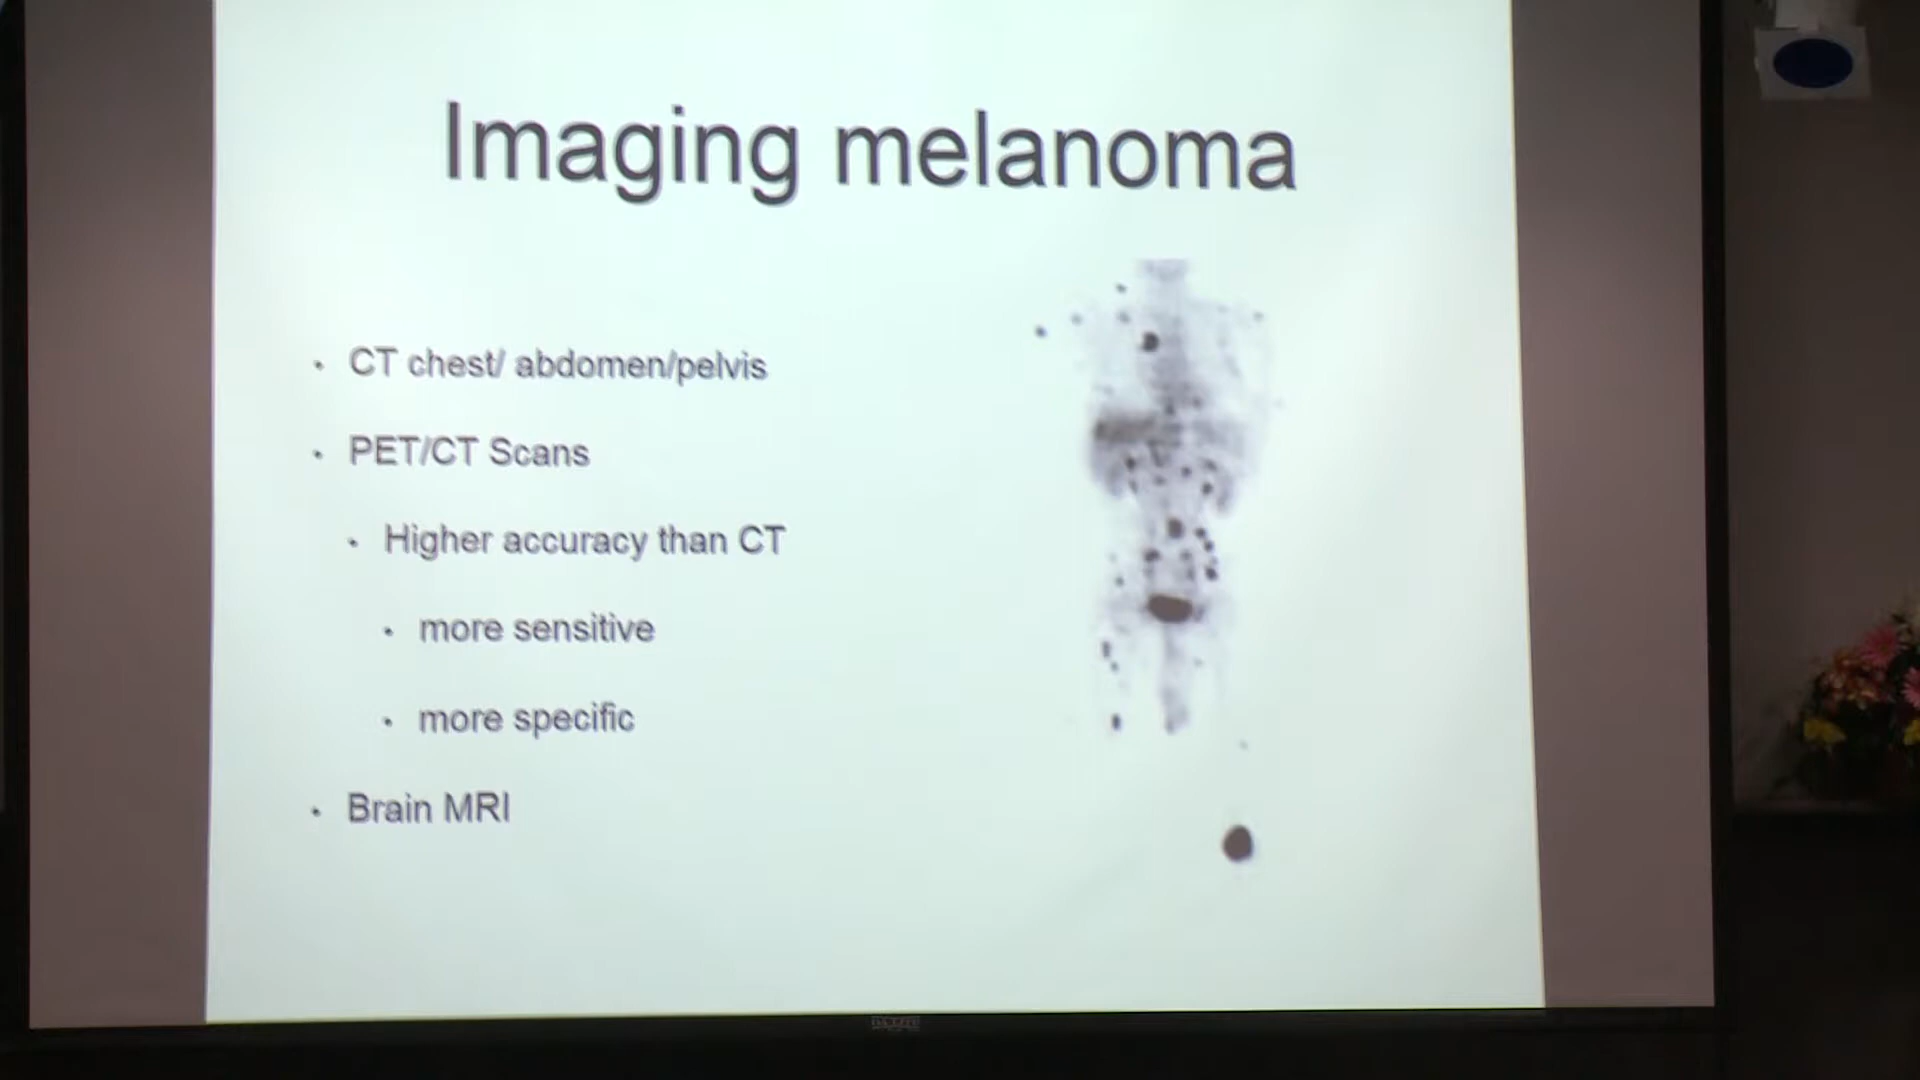 Imaging melanoma
• CT chest/ abdomen/pelvis
• PET/CT Scans
• Higher accuracy than CT
• more sensitive
• more specific
• Brain MRI